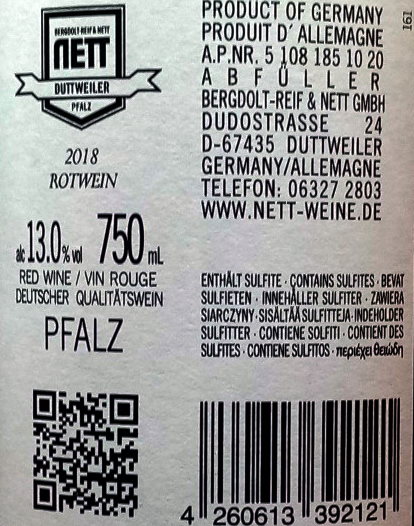 BERGDOLT-REIF & NETT
NETT
DUTTWEILER
PFALZ
2018
ROTWEIN
alc 13.0 % vol 750 mL
RED WINE / VIN ROUGE
DEUTSCHER QUALITÄTSWEIN
PFALZ
PRODUCT OF GERMANY
PRODUIT D´ ALLEMAGNE
A.P.NR. 5 108 185 10 20
ABFÜLLER
BERGDOLT-REIF & NETT GMBH
DUDOSTRASSE 24
D-67435 DUTTWEILER
GERMANY/ALLEMAGNE
TELEFON: 06327 2803
WWW.NETT-WEINE.DE
161
ENTHÄLT SULFITE · CONTAINS SULFITES · BEVAT
SULFIETEN · INNEHÅLLER SULFITER · ZAWIERA
SIARCZYNY · SISÄLTÄÄ SULFITTEJA · INDEHOLDER
SULFITTER · CONTIENE SOLFITI · CONTIENT DES
SULFITES · CONTIENE SULFITOS · περιέχει θειώδη
4 260613 392121